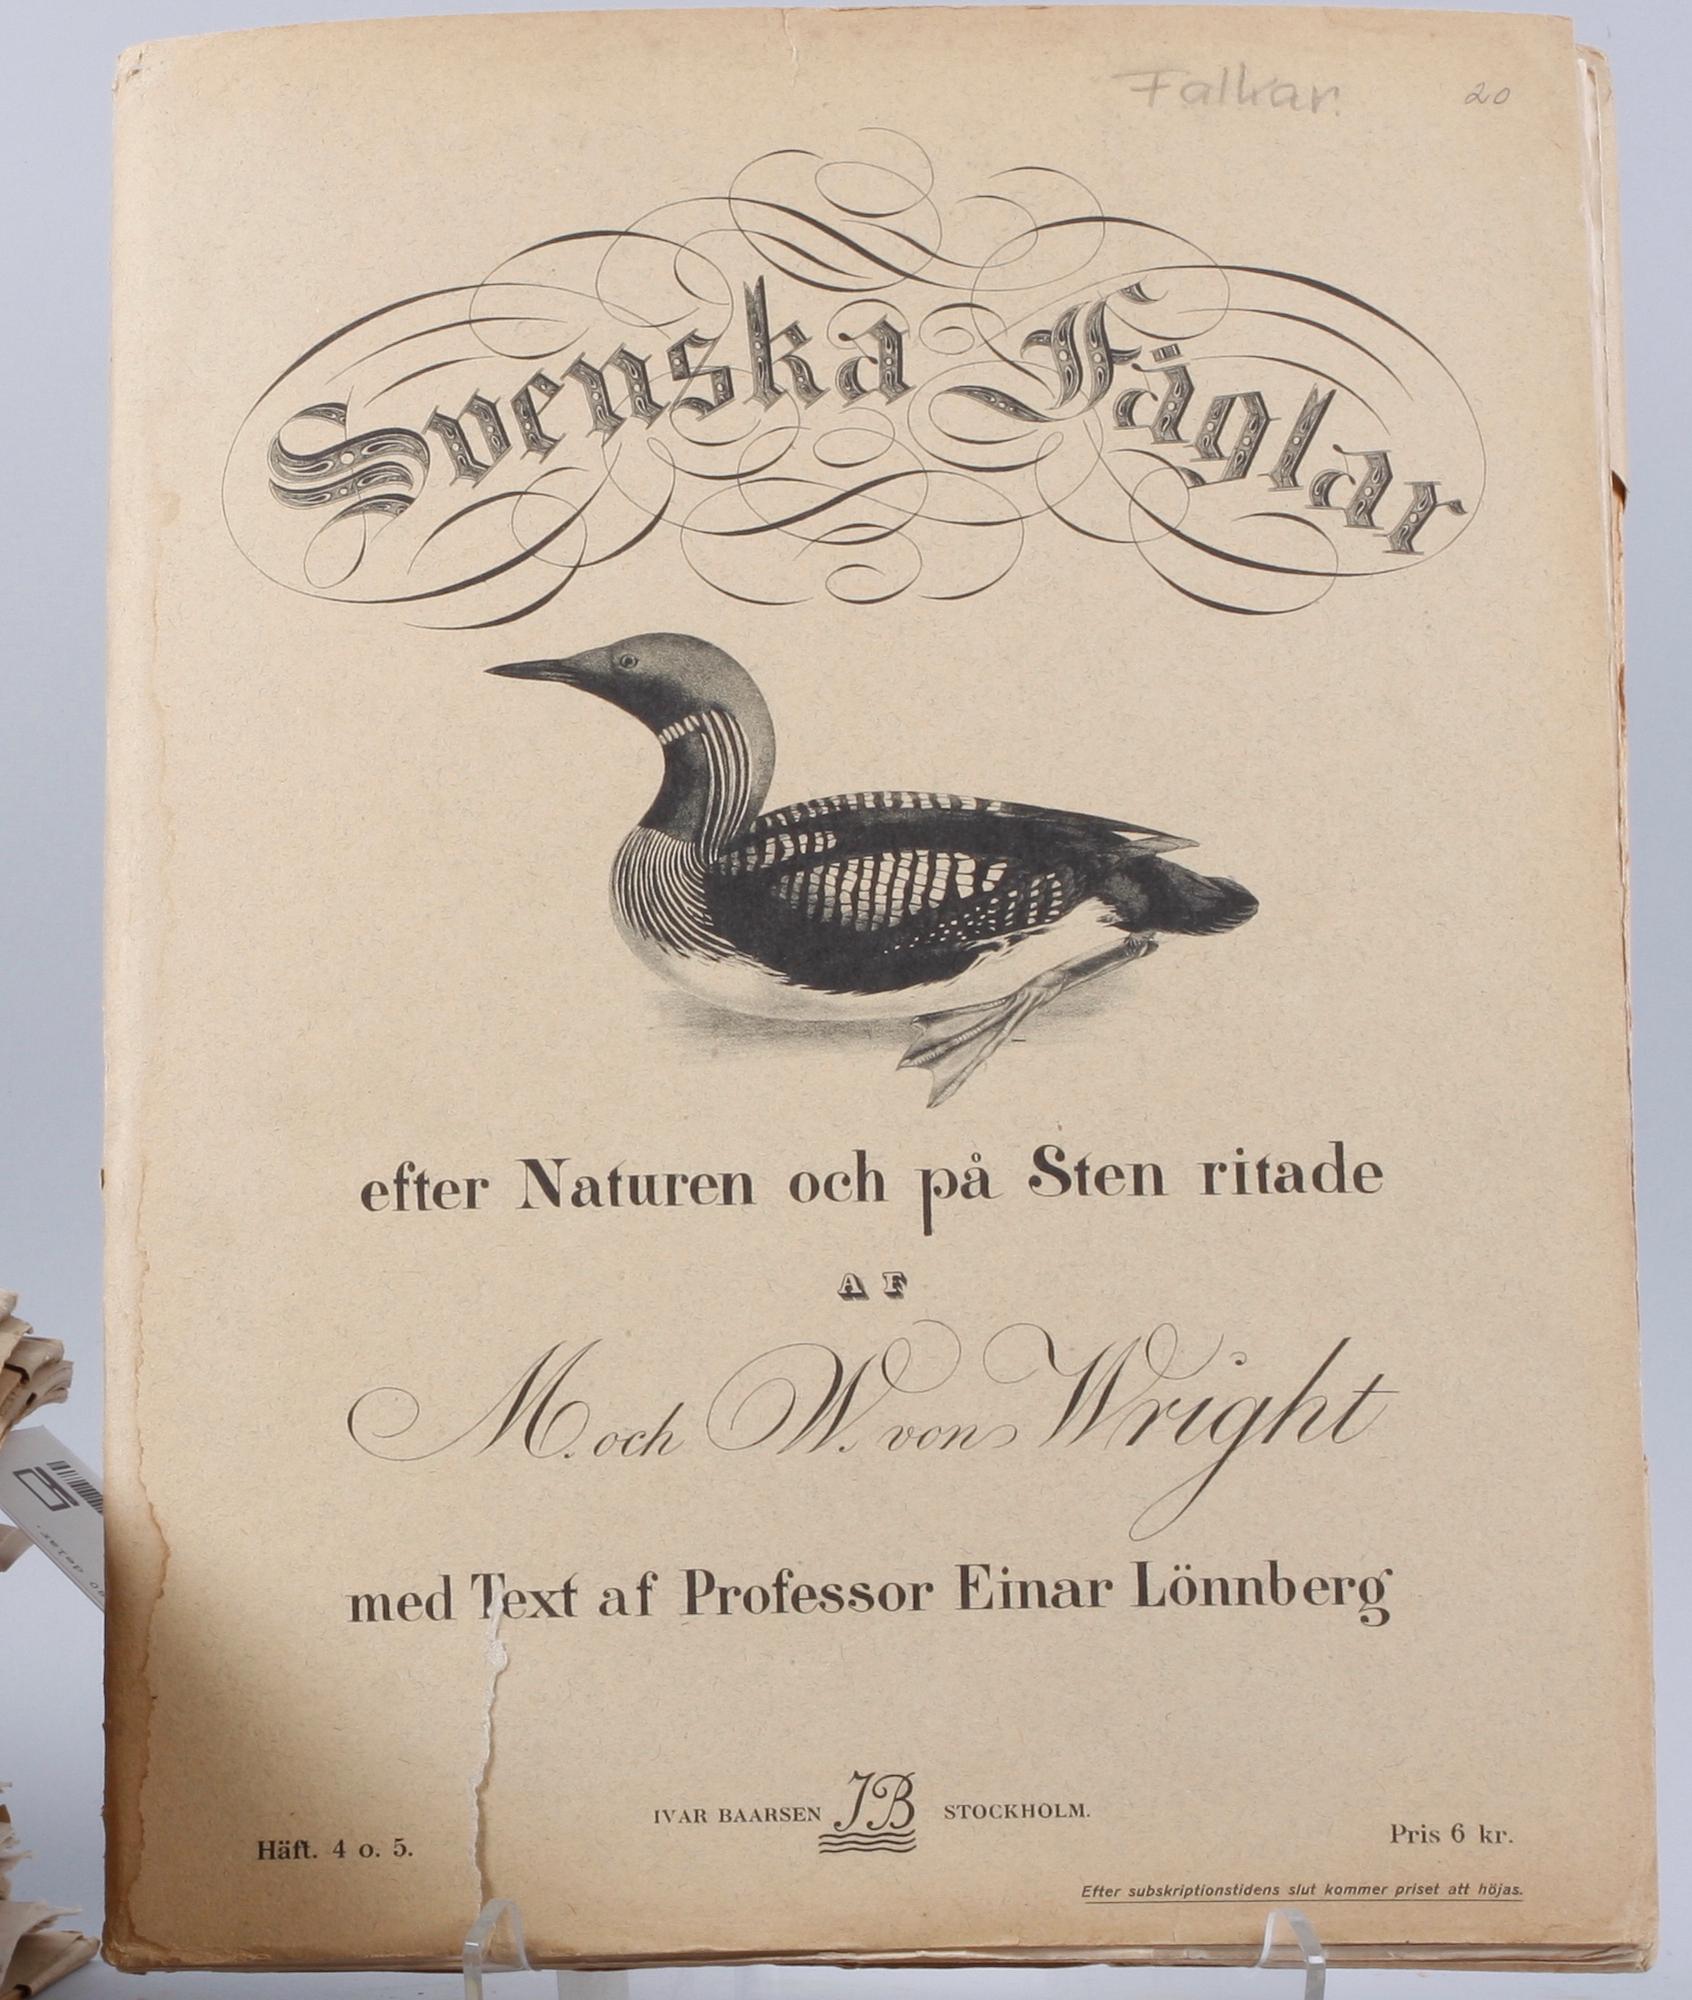 Falkar. 20
Svenska Fåglar
efter Naturen och på Sten ritade
AF
M. och W. von Wright
med Text af Professor Einar Lönnberg
IVAR BAARSEN JB STOCKHOLM.
Häft. 4 o. 5.
Pris 6 kr.
Efter subskriptionstidens slut kommer priset att höjas.